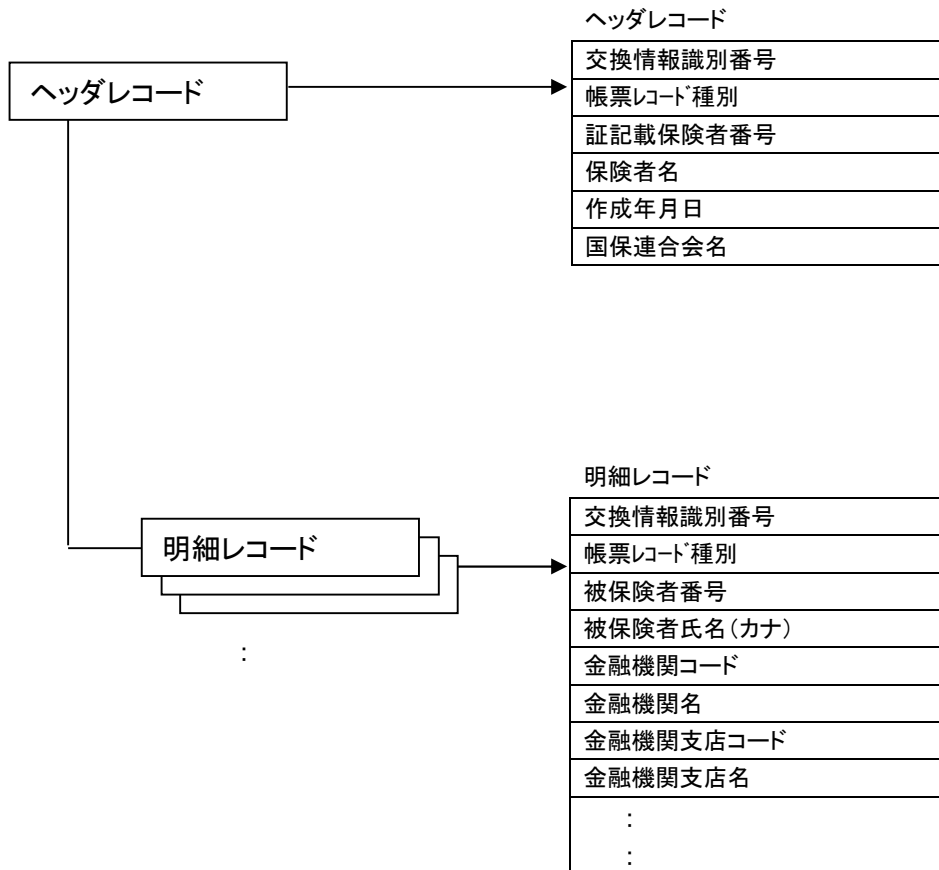 ヘッダレコード
ヘッダレコード
交換情報識別番号
帳票ﾚｺｰﾄﾞ種別
証記載保険者番号
保険者名
作成年月日
国保連合会名
明細レコード
明細レコード
交換情報識別番号
帳票ﾚｺｰﾄﾞ種別
被保険者番号
被保険者氏名(カナ)
金融機関コード
金融機関名
金融機関支店コード
金融機関支店名
:
:
: